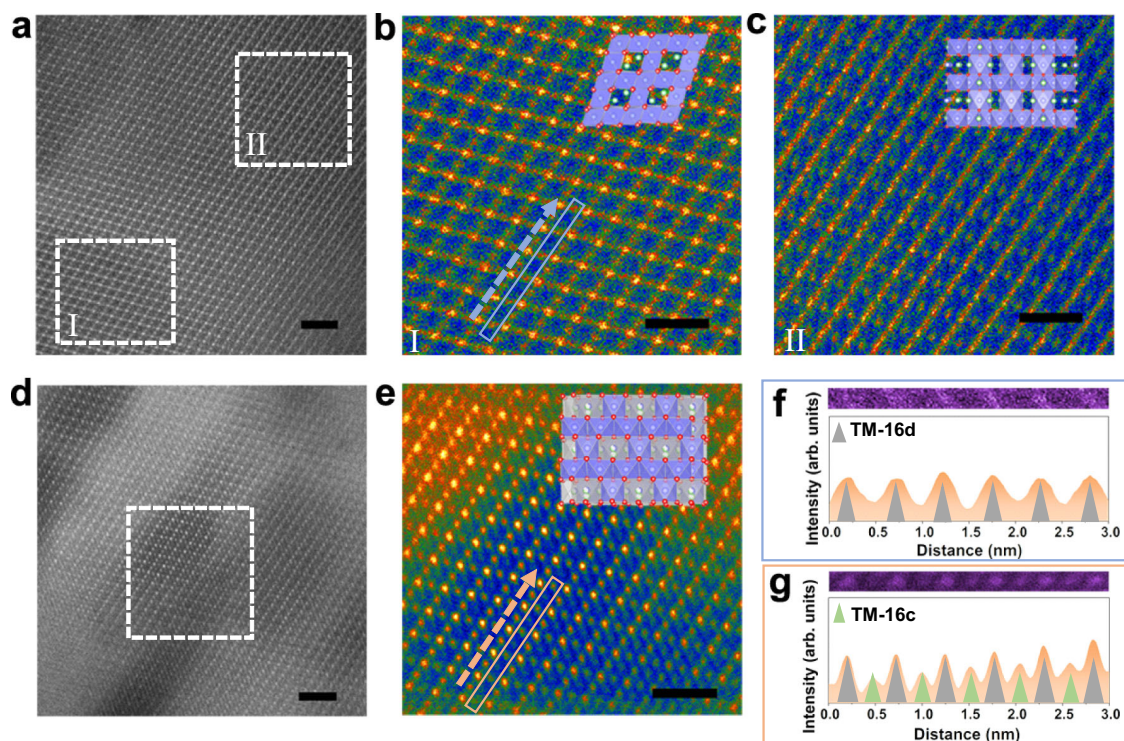 a
b
c
II
I
I
II
d
e
f
TM-16d
Intensity (arb. units)
0.0 0.5 1.0 1.5 2.0 2.5 3.0
Distance (nm)
g
TM-16c
Intensity (arb. units)
0.0 0.5 1.0 1.5 2.0 2.5 3.0
Distance (nm)